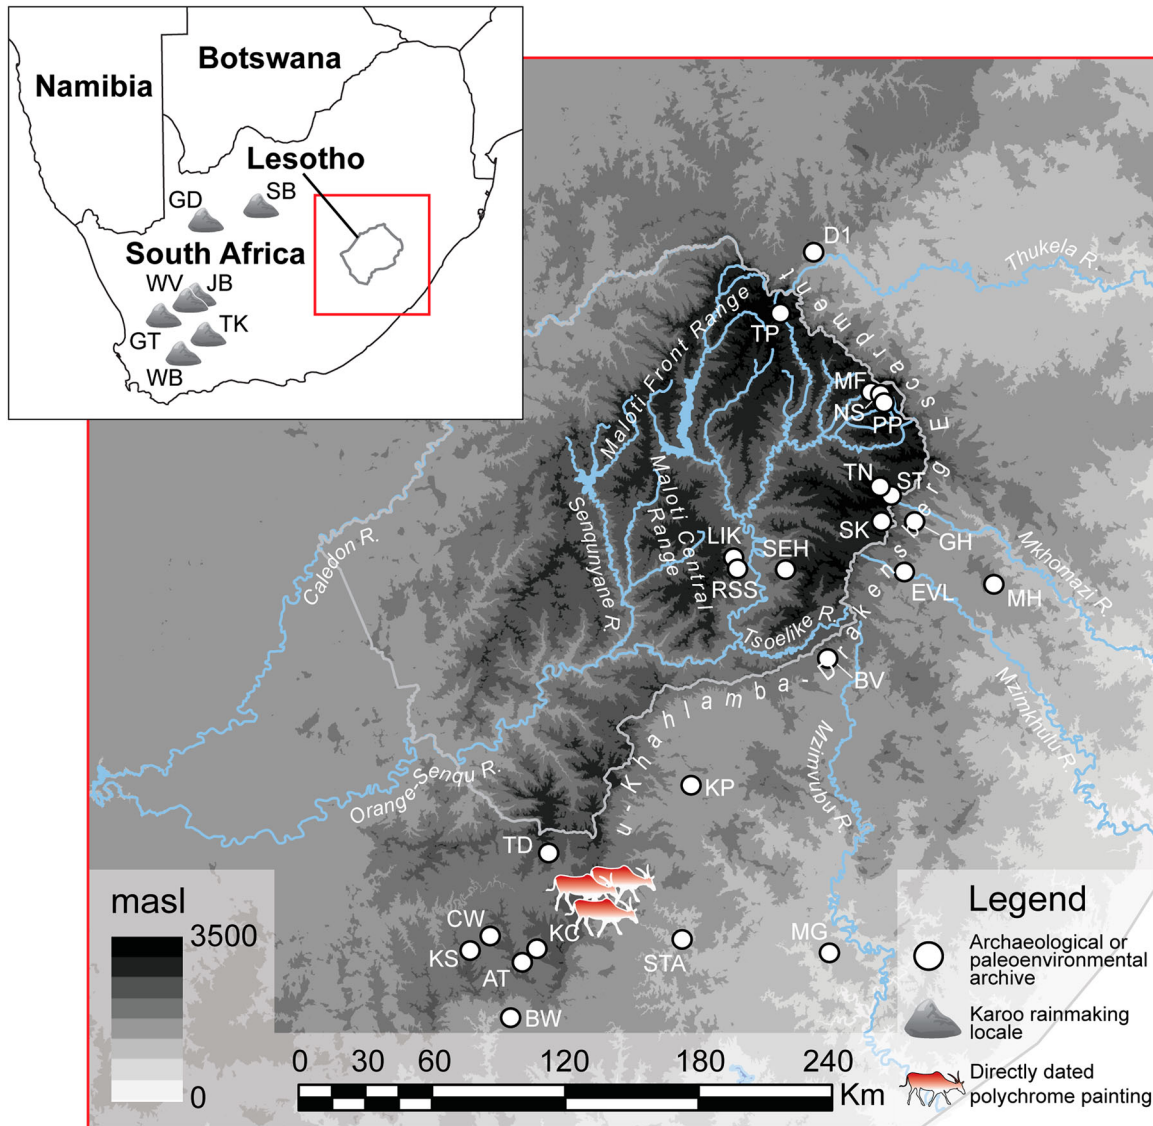 Namibia
Botswana
Lesotho
GD
SB
South Africa
WV
JB
GT
TK
WB
D1
Thukela R.
TP
Maloti Front Range
u-Khahlamba-Drakensberg Escarpment
MF
NS
PP
TN
ST
SK
GH
Mkhomazi R.
LIK
RSS
SEH
Maloti Central
Range
Senqunyane R.
Caledon R.
EVL
MH
Tsoelike R.
BV
Mzimkhulu R.
Mzimvubu R.
Orange-Senqu R.
KP
TD
CW
KS
KC
AT
STA
MG
BW
masl
3500
0
0 30 60 120 180 240
Km
Legend
Archaeological or
paleoenvironmental
archive
Karoo rainmaking
locale
Directly dated
polychrome painting